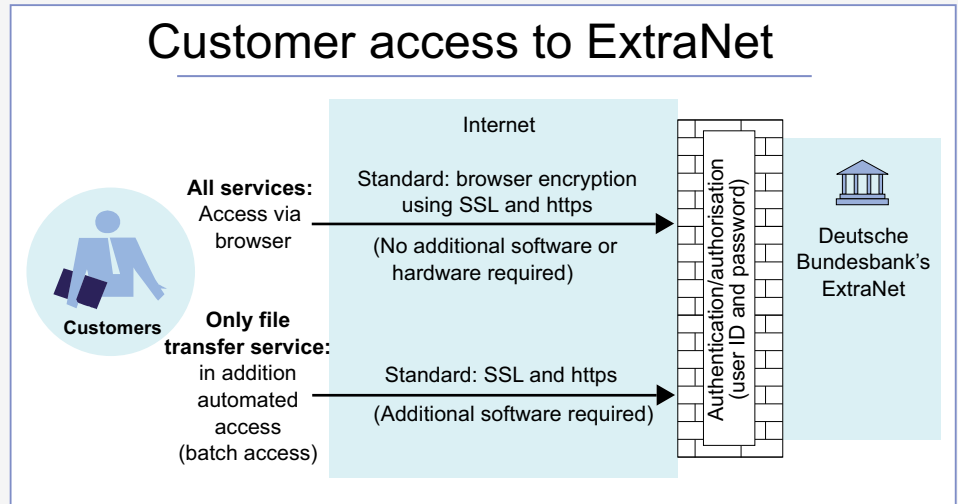 Customer access to ExtraNet
Internet
All services:
Access via
browser
Standard: browser encryption
using SSL and https
(No additional software or
hardware required)
Customers
Only file
transfer service:
in addition
automated
access
(batch access)
Standard: SSL and https
(Additional software required)
Authentication/authorisation
(user ID and password)
Deutsche
Bundesbank's
ExtraNet